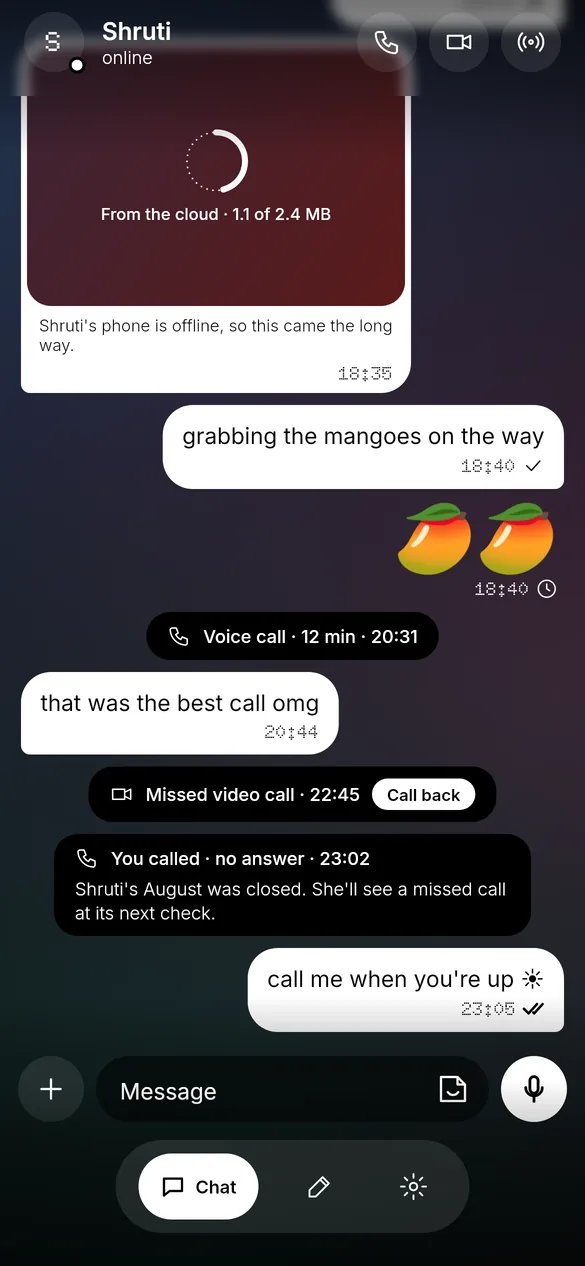 S
Shruti
online
From the cloud · 1.1 of 2.4 MB
Shruti's phone is offline, so this came the long
way.
18:35
grabbing the mangoes on the way
18:40
18:40
Voice call · 12 min · 20:31
that was the best call omg
20:44
Missed video call · 22:45 Call back
You called · no answer · 23:02
Shruti's August was closed. She'll see a missed call
at its next check.
call me when you're up ☀
23:05
Message
Chat